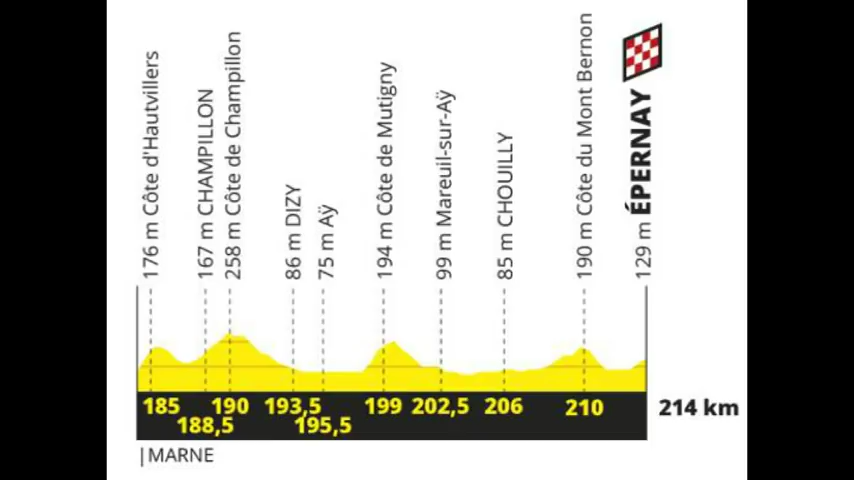 176 m Côte d'Hautvillers
167 m CHAMPILLON
258 m Côte de Champillon
86 m DIZY
75 m Aÿ
194 m Côte de Mutigny
99 m Mareuil-sur-Aÿ
85 m CHOUILLY
190 m Côte du Mont Bernon
129 m ÉPERNAY
185 190 193,5 199 202,5 206 210 214 km
188,5 195,5
|MARNE